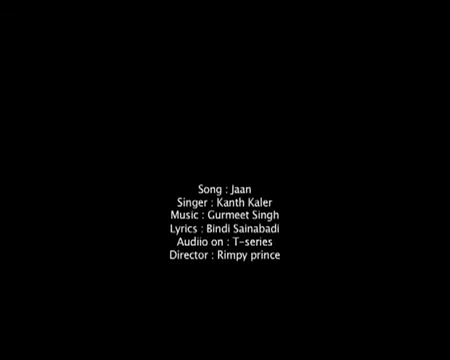 Song : Jaan
Singer : Kanth Kaler
Music : Gurmeet Singh
Lyrics : Bindi Sainabadi
Audiio on : T-series
Director : Rimpy prince